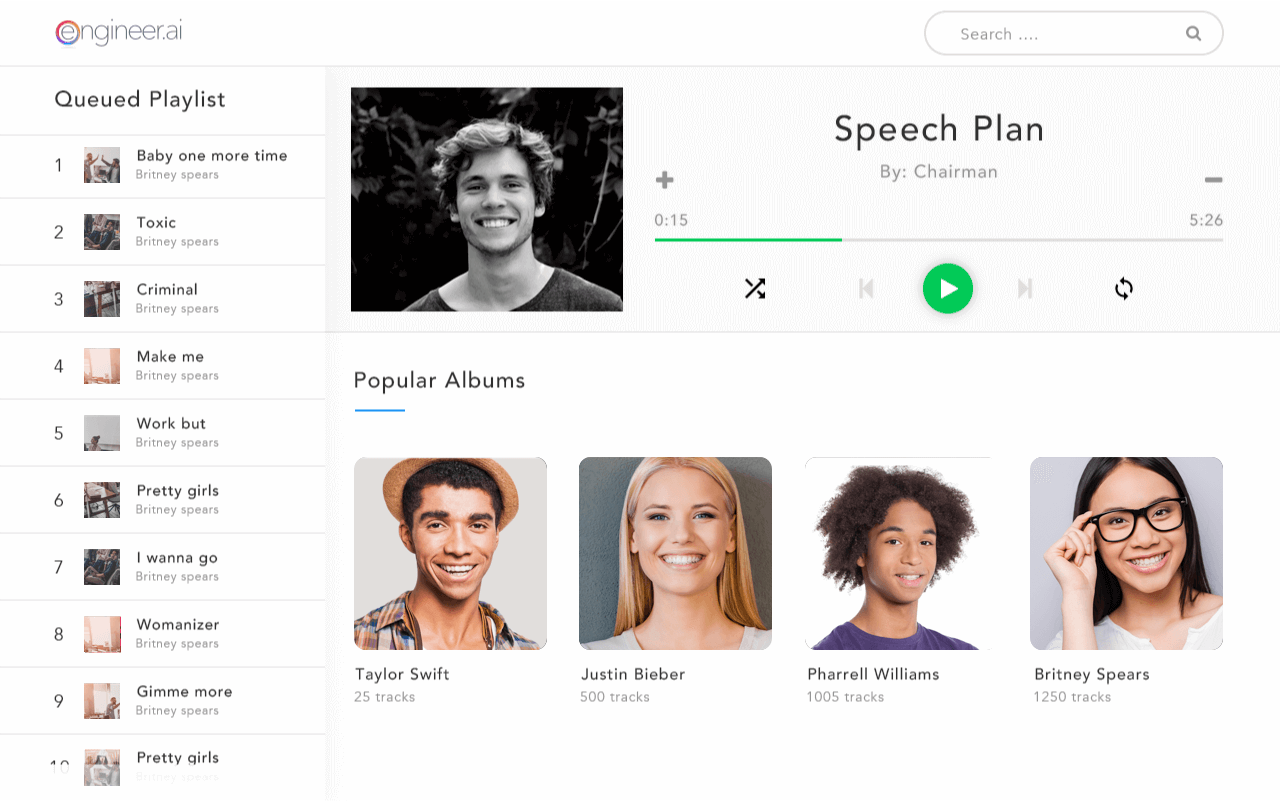 engineer.ai
Search ....
Queued Playlist
1
Baby one more time
Britney spears
2
Toxic
Britney spears
3
Criminal
Britney spears
4
Make me
Britney spears
5
Work but
Britney spears
6
Pretty girls
Britney spears
7
I wanna go
Britney spears
8
Womanizer
Britney spears
9
Gimme more
Britney spears
10
Pretty girls
Britney spears
Speech Plan
By: Chairman
0:15
5:26
Popular Albums
Taylor Swift
25 tracks
Justin Bieber
500 tracks
Pharrell Williams
1005 tracks
Britney Spears
1250 tracks